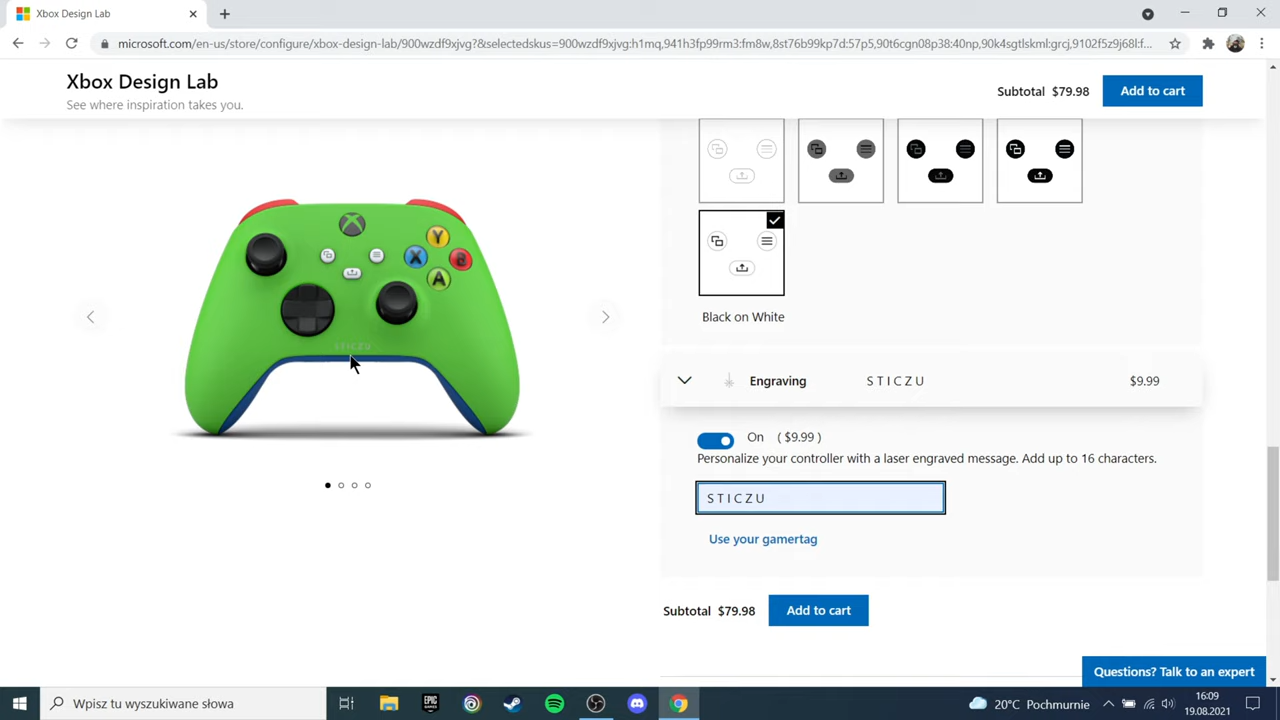 Xbox Design Lab
microsoft.com/en-us/store/configure/xbox-design-lab/900wzdf9xjvg?&selectedskus=900wzdf9xjvg:h1mq,941h3fp99rm3:fm8w,8st76b99kp7d:57p5,90t6cgn08p38:40np,90k4sgtlskml:grcj,9102f5z9j68l:f...
Xbox Design Lab
See where inspiration takes you.
Subtotal $79.98 Add to cart
Y
X B
A
STICZU
Black on White
Engraving S T I C Z U $9.99
On ( $9.99 )
Personalize your controller with a laser engraved message. Add up to 16 characters.
S T I C Z U
Use your gamertag
Subtotal $79.98 Add to cart
Questions? Talk to an expert
Wpisz tu wyszukiwane słowa
EPIC GAMES
20°C Pochmurnie
16:09
19.08.2021